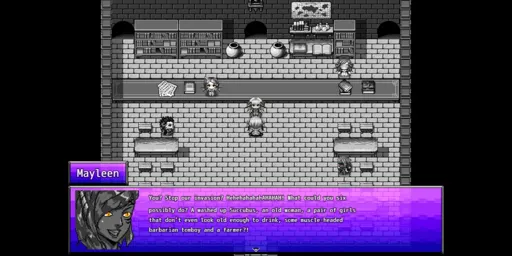 Mayleen
You? Stop our invasion? HehehahahahAHAHAH! What could you six
possibly do? A washed up Succubus, an old woman, a pair of girls
that don't even look old enough to drink, some muscle headed
barbarian tomboy and a farmer?!